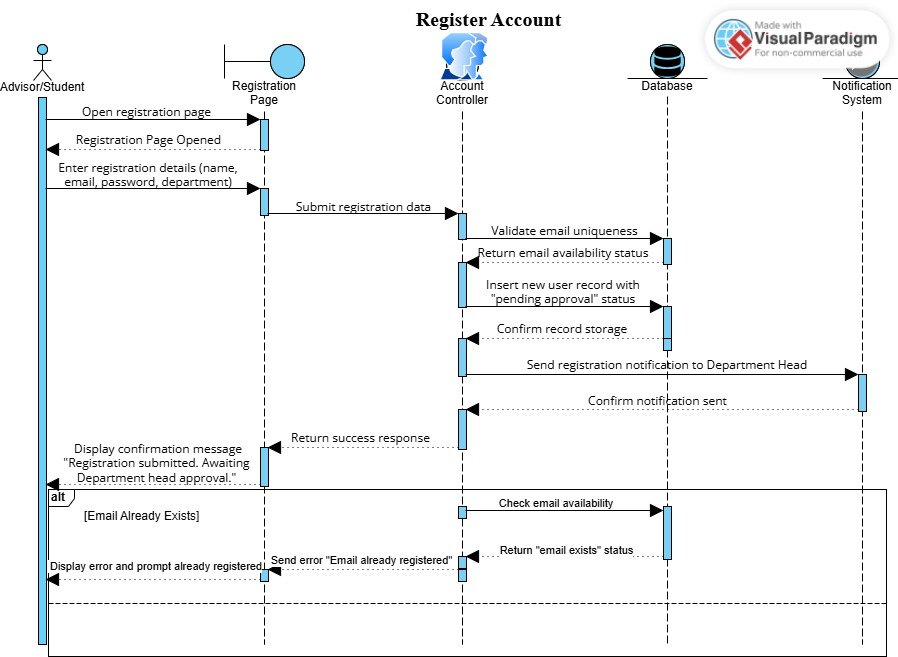 Register Account
Made with
VisualParadigm
For non-commercial use
Advisor/Student
Registration
Page
Account
Controller
Database
Notification
System
Open registration page
Registration Page Opened
Enter registration details (name,
email, password, department)
Submit registration data
Validate email uniqueness
Return email availability status
Insert new user record with
"pending approval" status
Confirm record storage
Send registration notification to Department Head
Confirm notification sent
Return success response
Display confirmation message
"Registration submitted. Awaiting
Department head approval."
alt
[Email Already Exists]
Check email availability
Return "email exists" status
Send error "Email already registered"
Display error and prompt already registered